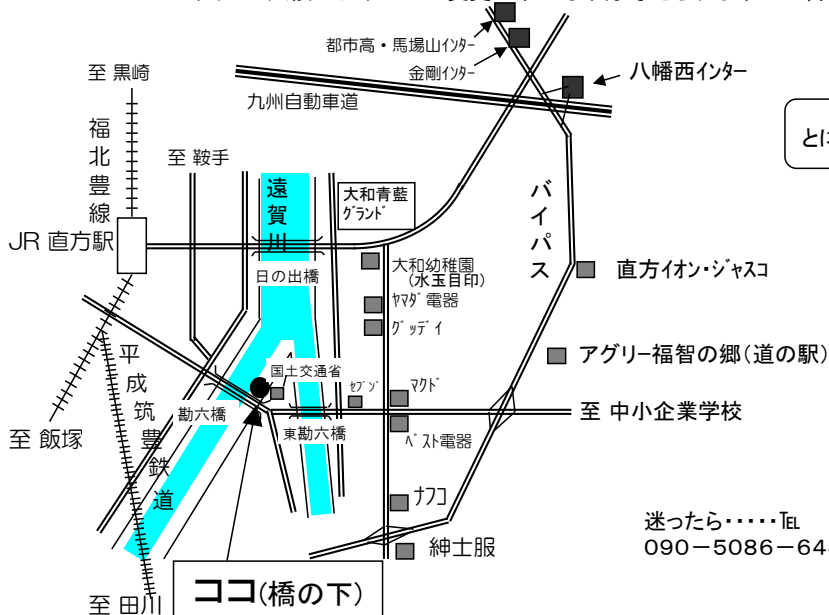 都市高・馬場山ｲﾝﾀｰ
金剛ｲﾝﾀｰ
八幡西インター
至 黒崎
九州自動車道
福北豊線
至 鞍手
遠賀川
大和青藍
ｸﾞﾗﾝﾄﾞ
バイパス
とに
JR 直方駅
日の出橋
大和幼稚園
(水玉目印)
直方イオン・ジャスコ
ﾔﾏﾀﾞ電器
ｸﾞｯﾃﾞｲ
アグリー福智の郷(道の駅)
平成筑豊鉄道
国土交通省
ｾﾌﾞﾝ
ﾏｸﾄﾞ
勘六橋
至 中小企業学校
至 飯塚
東勘六橋
ﾍﾞｽﾄ電器
ﾅﾌｺ
迷ったら・・・・・℡
090－5086－64
紳士服
ココ(橋の下)
至 田川